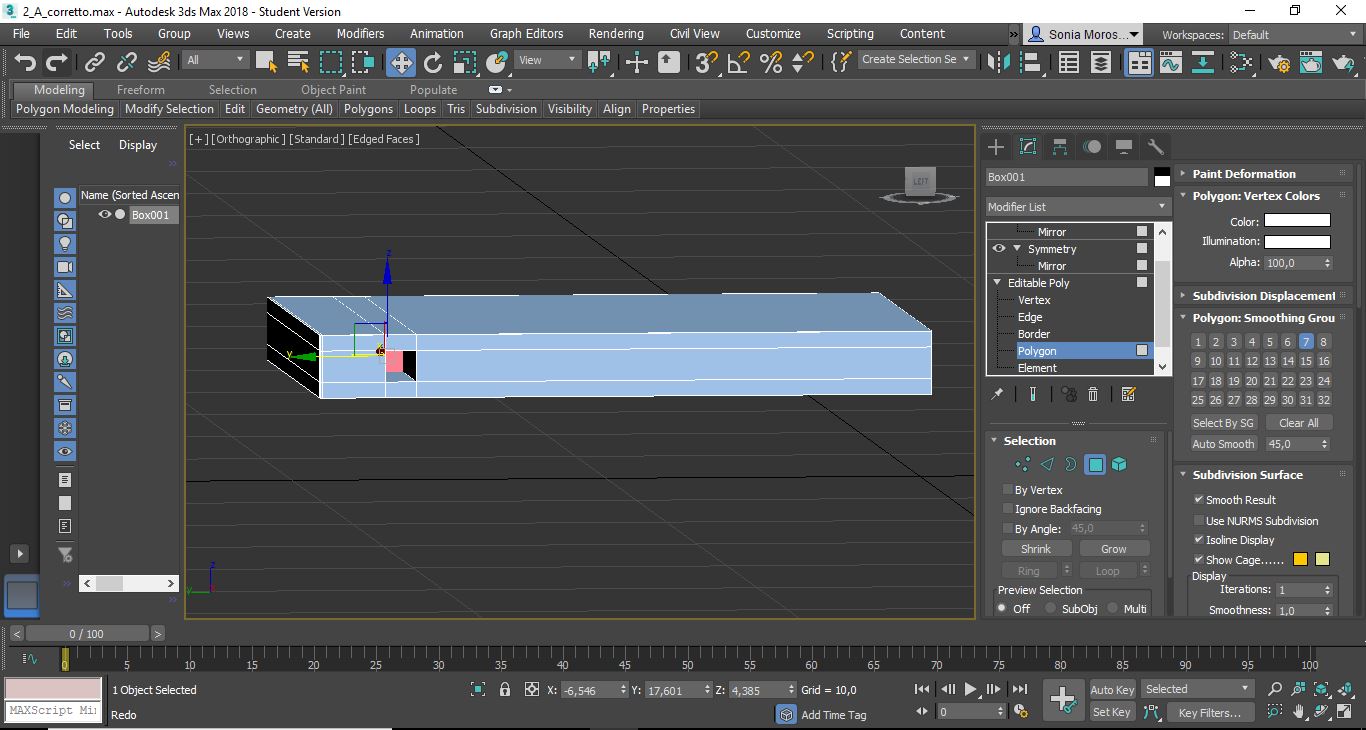 2_A_corretto.max - Autodesk 3ds Max 2018 - Student Version
File Edit Tools Group Views Create Modifiers Animation Graph Editors Rendering Civil View Customize Scripting Content » Sonia Moros... Workspaces: Default
All View Create Selection Se
Modeling Freeform Selection Object Paint Populate
Polygon Modeling Modify Selection Edit Geometry (All) Polygons Loops Tris Subdivision Visibility Align Properties
Select Display
Name (Sorted Ascen
Box001
[+] [Orthographic] [Standard] [Edged Faces]
LEFT
z
y
z
y
Box001
Modifier List
Mirror
Symmetry
Mirror
Editable Poly
Vertex
Edge
Border
Polygon
Element
Selection
By Vertex
Ignore Backfacing
By Angle: 45,0
Shrink Grow
Ring Loop
Preview Selection
Off SubObj Multi
Paint Deformation
Polygon: Vertex Colors
Color:
Illumination:
Alpha: 100,0
Subdivision Displacement
Polygon: Smoothing Grou
1 2 3 4 5 6 7 8
9 10 11 12 13 14 15 16
17 18 19 20 21 22 23 24
25 26 27 28 29 30 31 32
Select By SG Clear All
Auto Smooth 45,0
Subdivision Surface
Smooth Result
Use NURMS Subdivision
Isoline Display
Show Cage......
Display
Iterations: 1
Smoothness: 1,0
< 0 / 100 >
0 5 10 15 20 25 30 35 40 45 50 55 60 65 70 75 80 85 90 95 100
1 Object Selected X: -6,546 Y: 17,601 Z: 4,385 Grid = 10,0 Auto Key Selected
MAXScript Mi
Redo Add Time Tag 0 Set Key Key Filters...